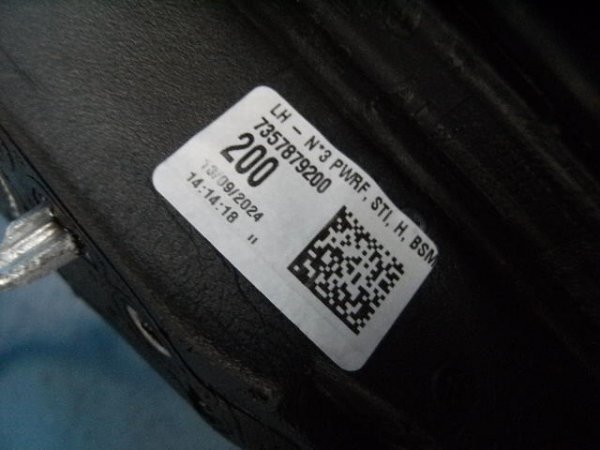 LH - N°3 PWRF, STI, H, BSM
7357879200
200
13/09/2024
14:14:18 "